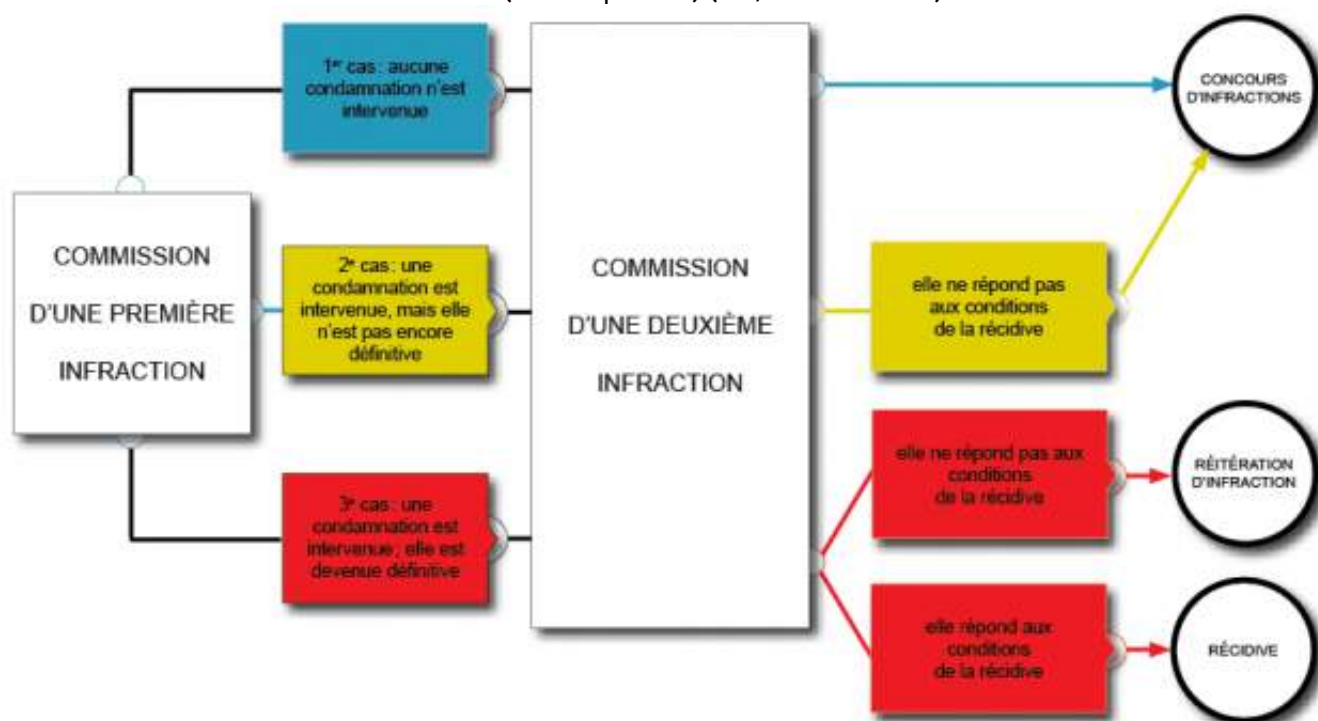 1er cas : aucune
condamnation n'est
intervenue
CONCOURS
D'INFRACTIONS
COMMISSION
D'UNE PREMIÈRE
INFRACTION
2e cas : une
condamnation est
intervenue, mais elle
n'est pas encore
définitive
COMMISSION
D'UNE DEUXIÈME
INFRACTION
elle ne répond pas
aux conditions
de la récidive
3e cas : une
condamnation est
intervenue ; elle est
devenue définitive
elle ne répond pas aux
conditions
de la récidive
RÉITÉRATION
D'INFRACTION
elle répond aux
conditions
de la récidive
RÉCIDIVE